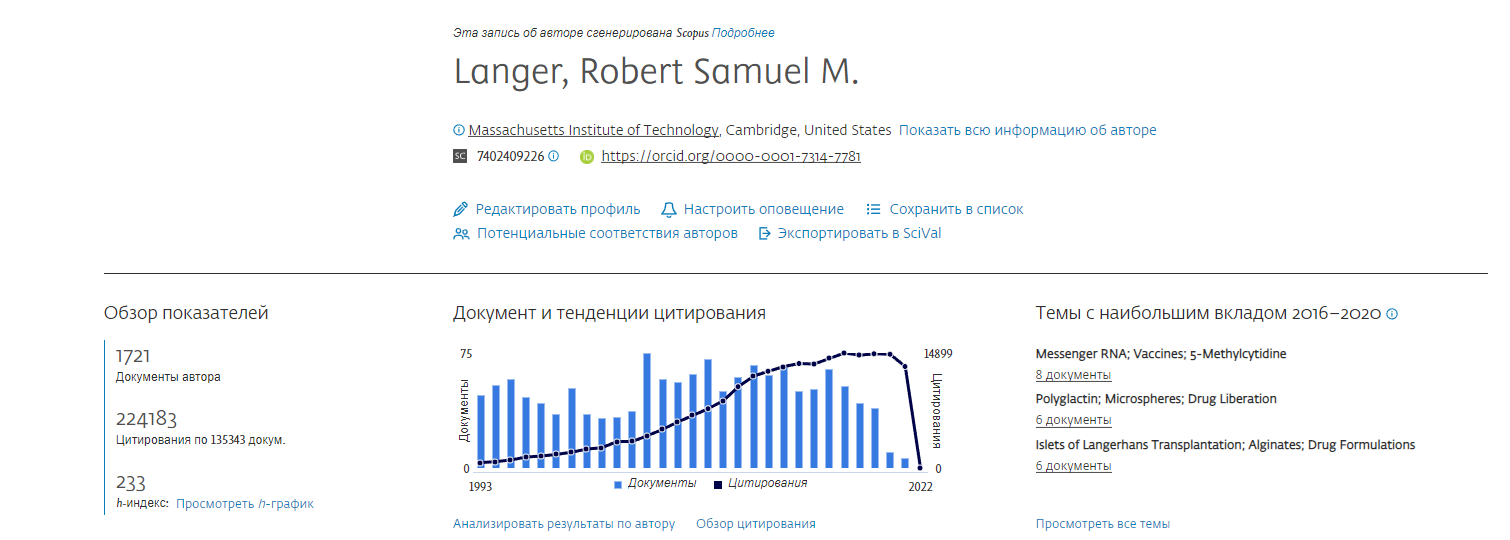 Эта запись об авторе сгенерирована Scopus Подробнее
Langer, Robert Samuel M.
Massachusetts Institute of Technology, Cambridge, United States Показать всю информацию об авторе
SC 7402409226 iD https://orcid.org/0000-0001-7314-7781
Редактировать профиль Настроить оповещение Сохранить в список
Потенциальные соответствия авторов Экспортировать в SciVal
Обзор показателей
1721
Документы автора
224183
Цитирования по 135343 докум.
233
h-индекс: Просмотреть h-график
Документ и тенденции цитирования
75
14899
Документы
Цитирования
0
0
1993
2022
Документы Цитирования
Анализировать результаты по автору Обзор цитирования
Темы с наибольшим вкладом 2016–2020
Messenger RNA; Vaccines; 5-Methylcytidine
8 документы
Polyglactin; Microspheres; Drug Liberation
6 документы
Islets of Langerhans Transplantation; Alginates; Drug Formulations
6 документы
Просмотреть все темы